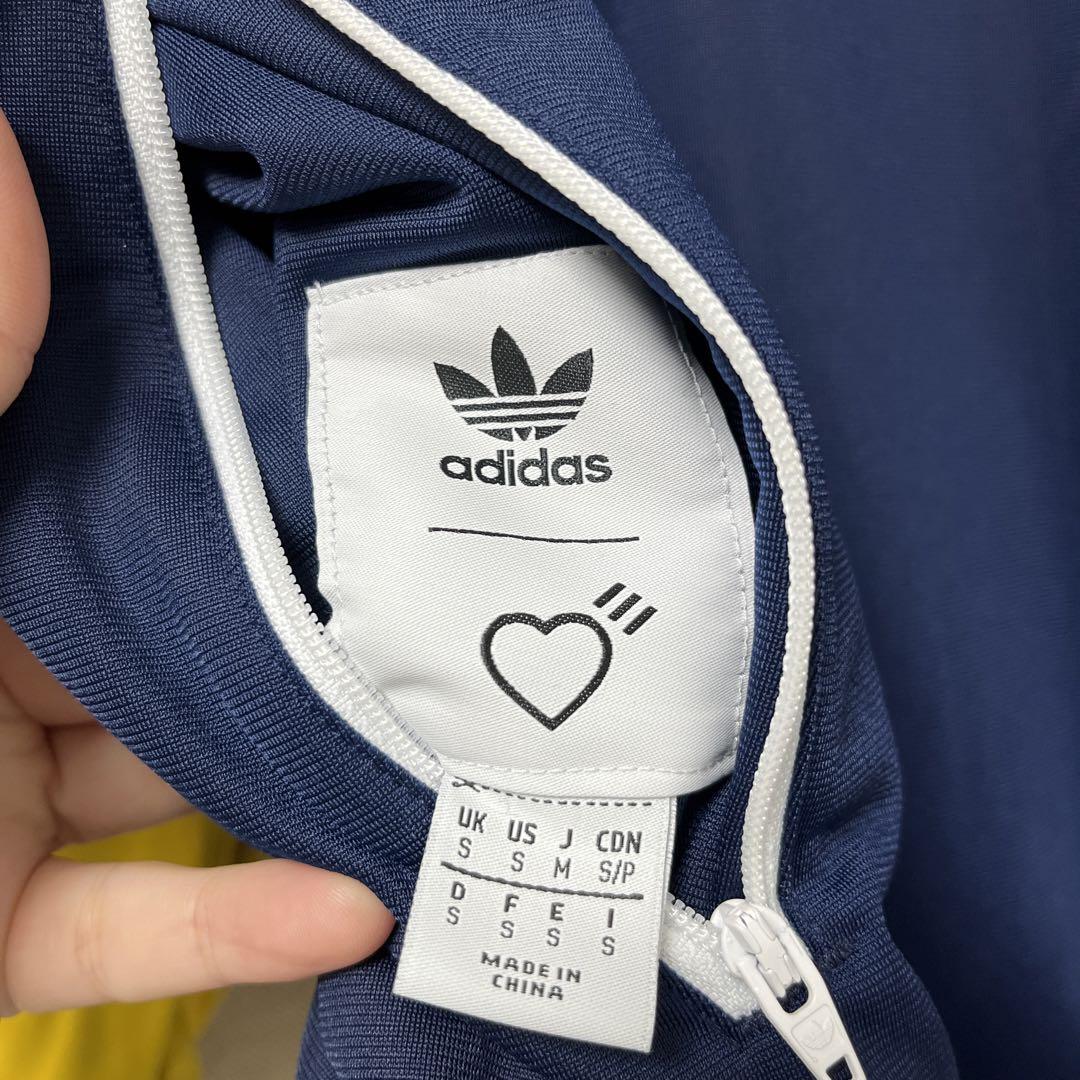 adidas
UK US J CDN
S S M S/P
D F E I
S S S S
MADE IN
CHINA